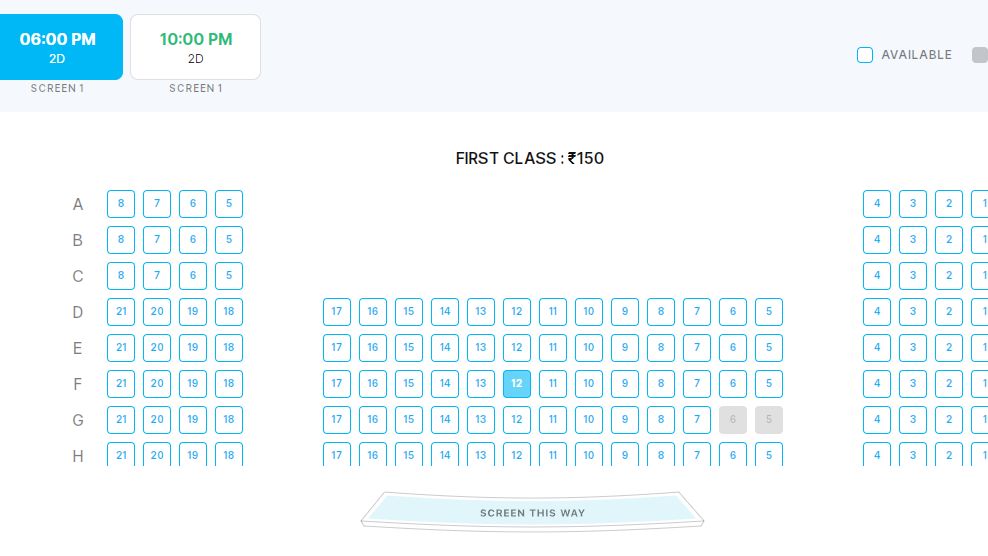 06:00 PM 10:00 PM
2D 2D AVAILABLE
SCREEN 1 SCREEN 1
FIRST CLASS : ₹150
A 8 7 6 5 4 3 2 1
B 8 7 6 5 4 3 2 1
C 8 7 6 5 4 3 2 1
D 21 20 19 18 17 16 15 14 13 12 11 10 9 8 7 6 5 4 3 2 1
E 21 20 19 18 17 16 15 14 13 12 11 10 9 8 7 6 5 4 3 2 1
F 21 20 19 18 17 16 15 14 13 12 11 10 9 8 7 6 5 4 3 2 1
G 21 20 19 18 17 16 15 14 13 12 11 10 9 8 7 6 5 4 3 2 1
H 21 20 19 18 17 16 15 14 13 12 11 10 9 8 7 6 5 4 3 2 1
SCREEN THIS WAY